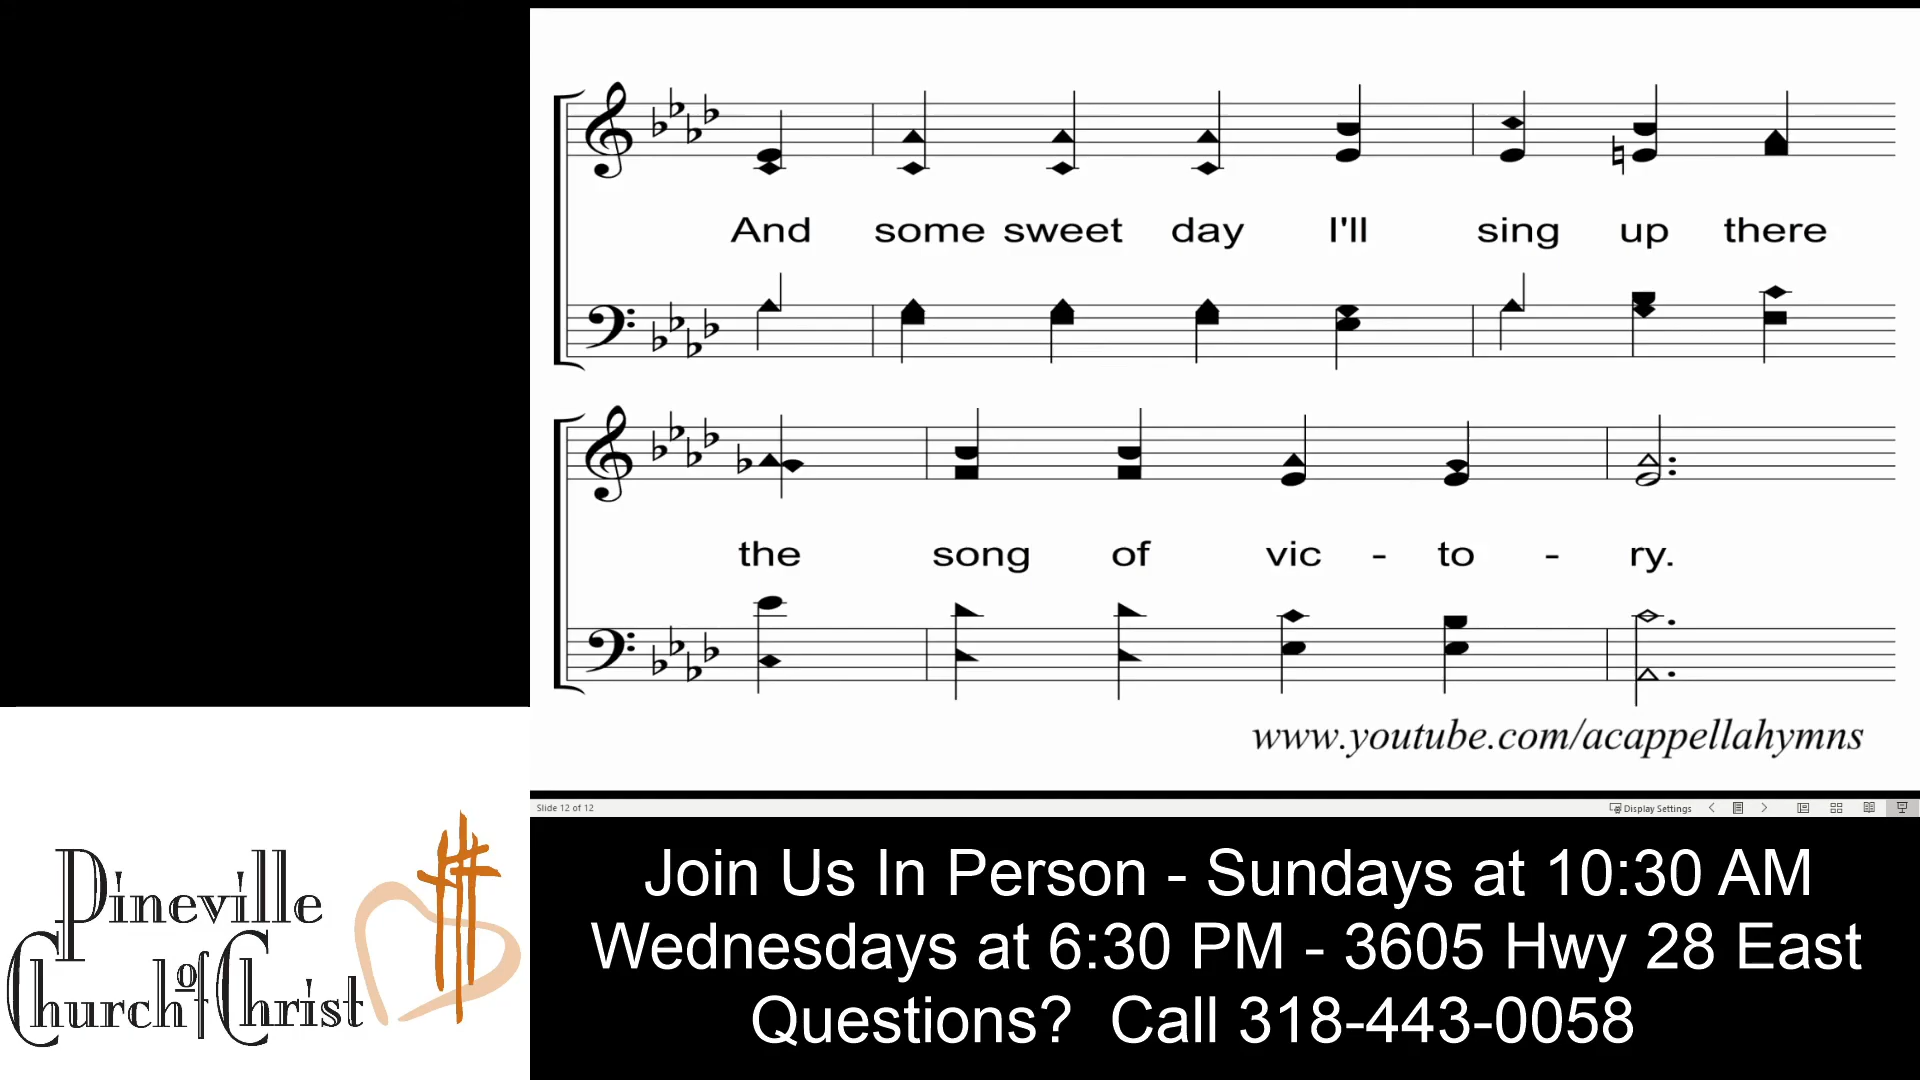 And some sweet day I'll sing up there
the song of vic - to - ry.
www.youtube.com/acappellahymns
Slide 12 of 12
Display Settings
Pineville
Church of Christ
Join Us In Person - Sundays at 10:30 AM
Wednesdays at 6:30 PM - 3605 Hwy 28 East
Questions?  Call 318-443-0058